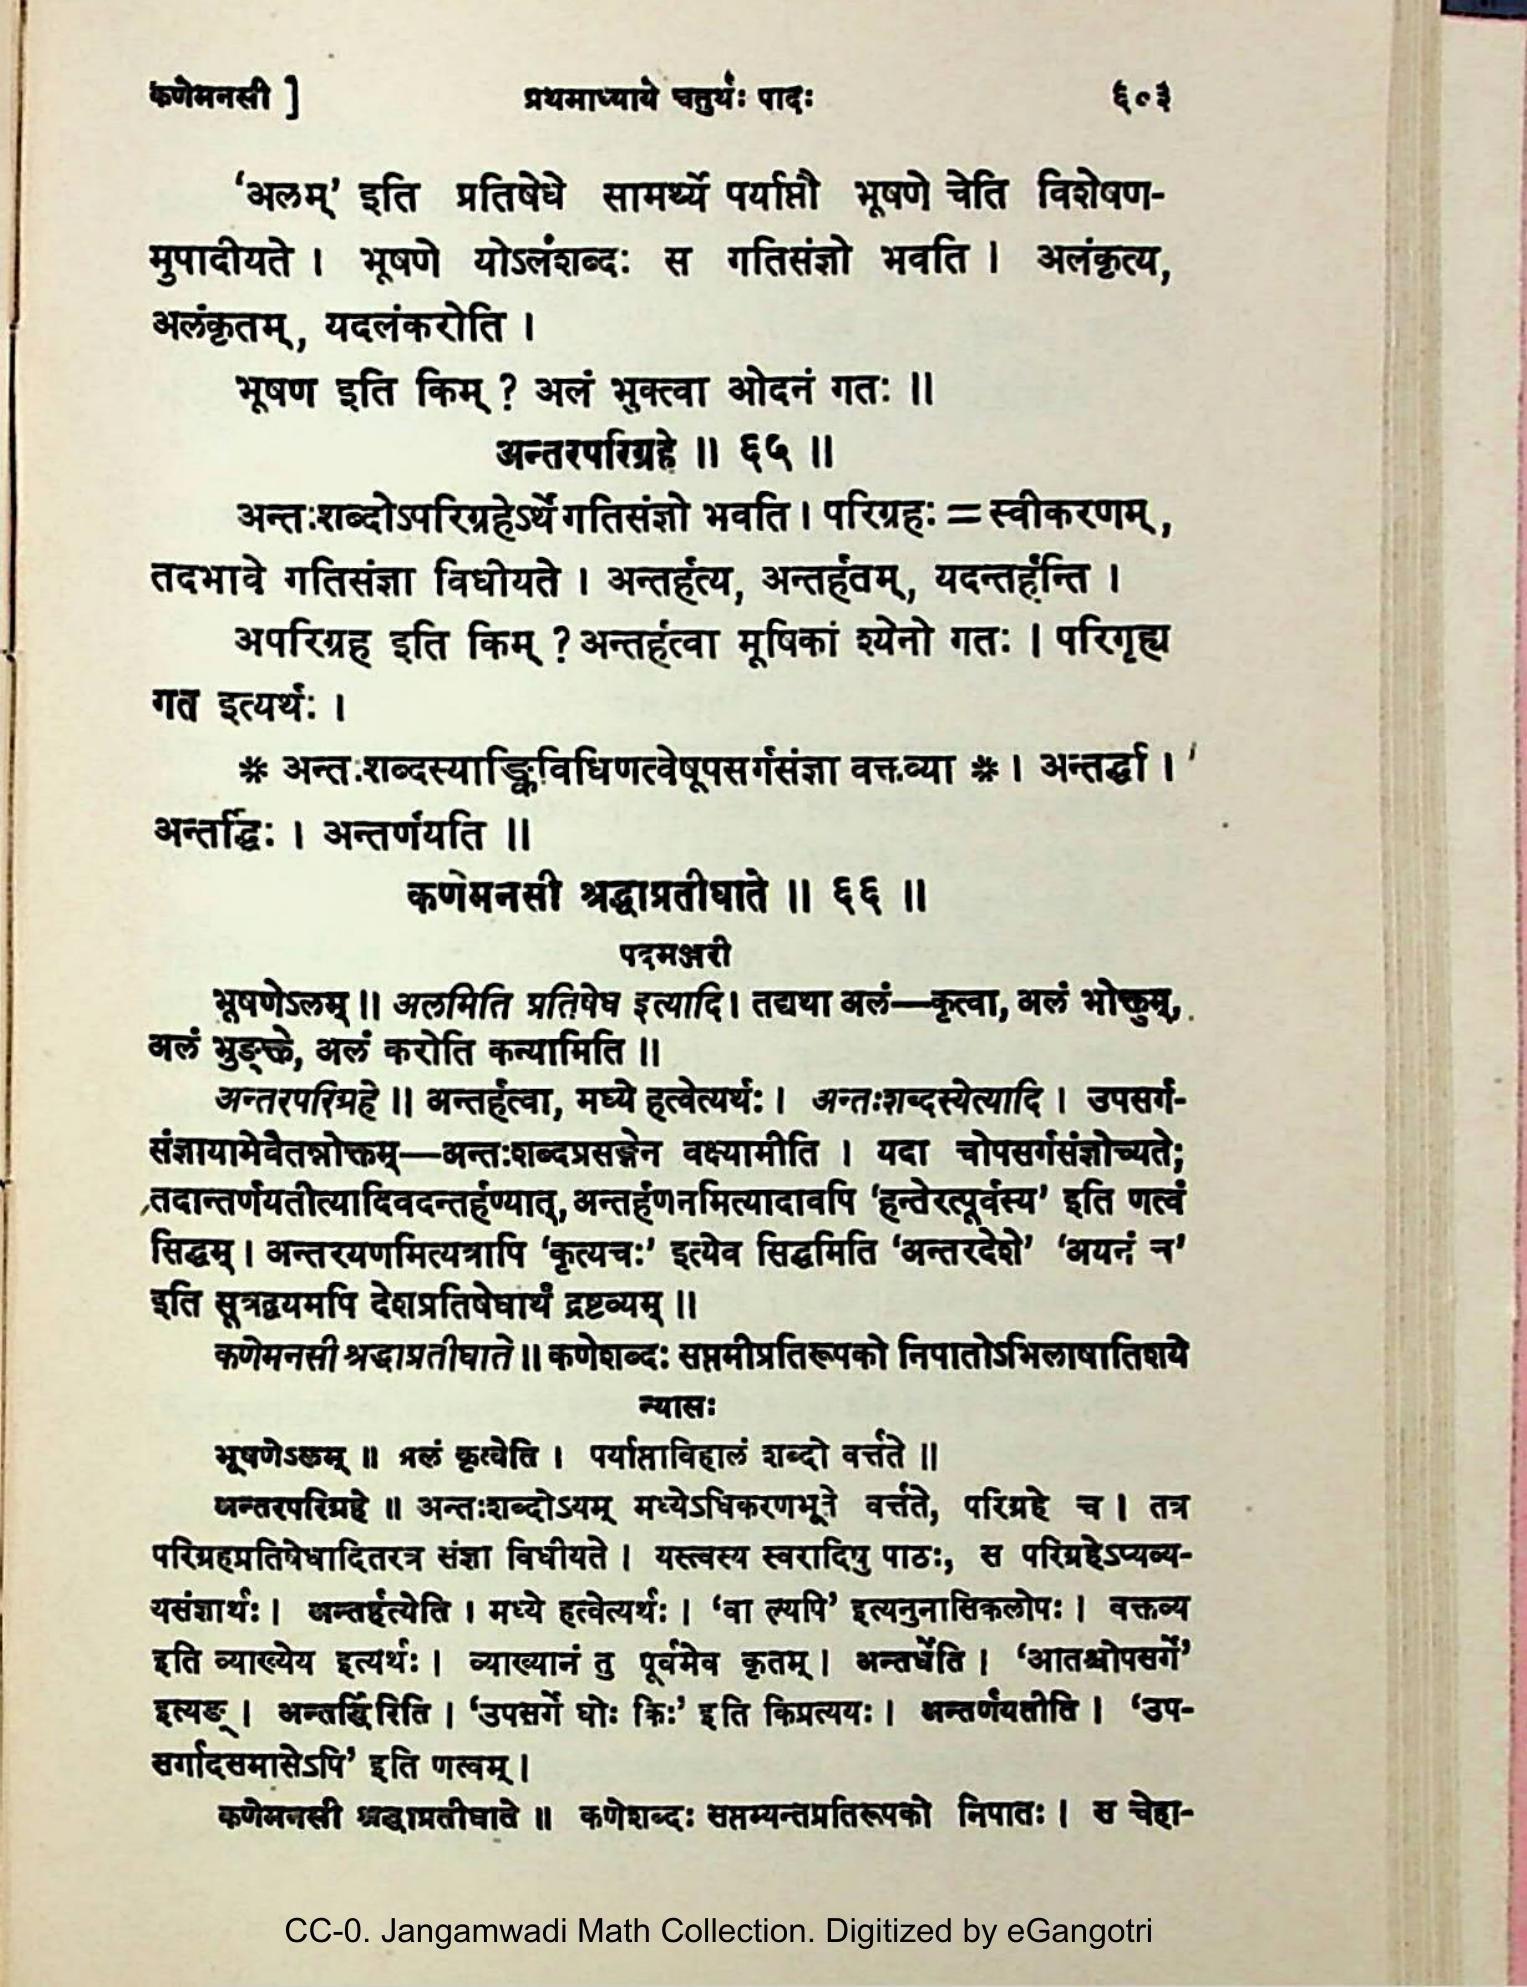 कणेमनसी ] प्रथमाध्याये चतुर्थः पादः ६०३
‘अलम्’ इति प्रतिषेधे सामर्थ्ये पर्याप्तौ भूषणे चेति विशेषण-
मुपादीयते । भूषणे योऽलंशब्दः स गतिसंज्ञो भवति । अलंकृत्य,
अलंकृतम्, यदलंकरोति ।
भूषण इति किम् ? अलं भुक्त्वा ओदनं गतः ॥
अन्तरपरिग्रहे ॥ ६५ ॥
अन्तःशब्दोऽपरिग्रहेऽर्थे गतिसंज्ञो भवति । परिग्रहः = स्वीकरणम्,
तदभावे गतिसंज्ञा विधीयते । अन्तर्हत्य, अन्तर्हतम्, यदन्तर्हन्ति ।
अपरिग्रह इति किम् ? अन्तर्हत्वा मूषिकां श्येनो गतः । परिगृह्य
गत इत्यर्थः ।
* अन्तःशब्दस्याङ्किविधिणत्वेषूपसर्गसंज्ञा वक्तव्या * । अन्तर्द्धा ।
अन्तर्द्धिः । अन्तर्णयति ॥
कणेमनसी श्रद्धाप्रतीघाते ॥ ६६ ॥
पदमञ्जरी
भूषणेऽलम् ॥ अलमिति प्रतिषेध इत्यादि । तद्यथा अलं—कृत्वा, अलं भोक्तुम्,
अलं भुङ्क्ते, अलं करोति कन्यामिति ॥
अन्तरपरिग्रहे ॥ अन्तर्हत्वा, मध्ये हत्वेत्यर्थः । अन्तःशब्दस्येत्यादि । उपसर्ग-
संज्ञायामेवैतन्नोक्तम्—अन्तःशब्दप्रसङ्गेन वक्ष्यामीति । यदा चोपसर्गसंज्ञोच्यते;
तदान्तर्णयतीत्यादिवदन्तर्हण्यात्, अन्तर्हणनमित्यादावपि ‘हन्तेरत्पूर्वस्य’ इति णत्वं
सिद्धम् । अन्तरयणमित्यत्रापि ‘कृत्यचः’ इत्येव सिद्धमिति ‘अन्तरदेशे’ ‘अयनं न’
इति सूत्रद्वयमपि देशप्रतिषेधार्थं द्रष्टव्यम् ॥
कणेमनसी श्रद्धाप्रतीघाते ॥ कणेशब्दः सप्तमीप्रतिरूपको निपातोऽभिलाषातिशये
न्यासः
भूषणेऽलम् ॥ अलं कृत्वेति । पर्याप्ताविहालं शब्दो वर्त्तते ॥
अन्तरपरिग्रहे ॥ अन्तःशब्दोऽयम् मध्येऽधिकरणभूते वर्त्तते, परिग्रहे च । तत्र
परिग्रहप्रतिषेधादितरत्र संज्ञा विधीयते । यस्त्वस्य स्वरादिषु पाठः, स परिग्रहेऽप्यव्य-
यसंज्ञार्थः । अन्तर्हत्येति । मध्ये हत्वेत्यर्थः । ‘वा ल्यपि’ इत्यनुनासिकलोपः । वक्तव्य
इति व्याख्येय इत्यर्थः । व्याख्यानं तु पूर्वमेव कृतम् । अन्तर्धेति । ‘आतश्चोपसर्गे’
इत्यङ् । अन्तर्द्धिरिति । ‘उपसर्गे घोः किः’ इति किप्रत्ययः । अन्तर्णयतीति । ‘उप-
सर्गादसमासेऽपि’ इति णत्वम् ।
कणेमनसी श्रद्धाप्रतीघाते ॥ कणेशब्दः सप्तम्यन्तप्रतिरूपको निपातः । स चेहा-
CC-0. Jangamwadi Math Collection. Digitized by eGangotri